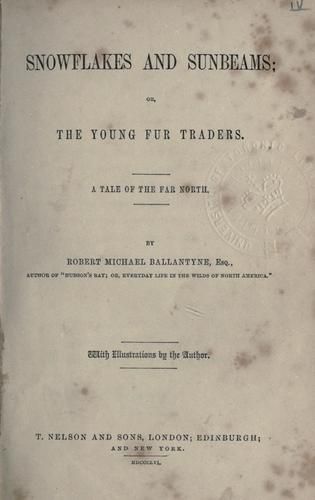 IV
SNOWFLAKES AND SUNBEAMS;
OR,
THE YOUNG FUR TRADERS.
A TALE OF THE FAR NORTH.
BY
ROBERT MICHAEL BALLANTYNE, ESQ.,
AUTHOR OF "HUDSON'S BAY; OR, EVERYDAY LIFE IN THE WILDS OF NORTH AMERICA."
With Illustrations by the Author.
T. NELSON AND SONS, LONDON; EDINBURGH;
AND NEW YORK.
MDCCCLVI.